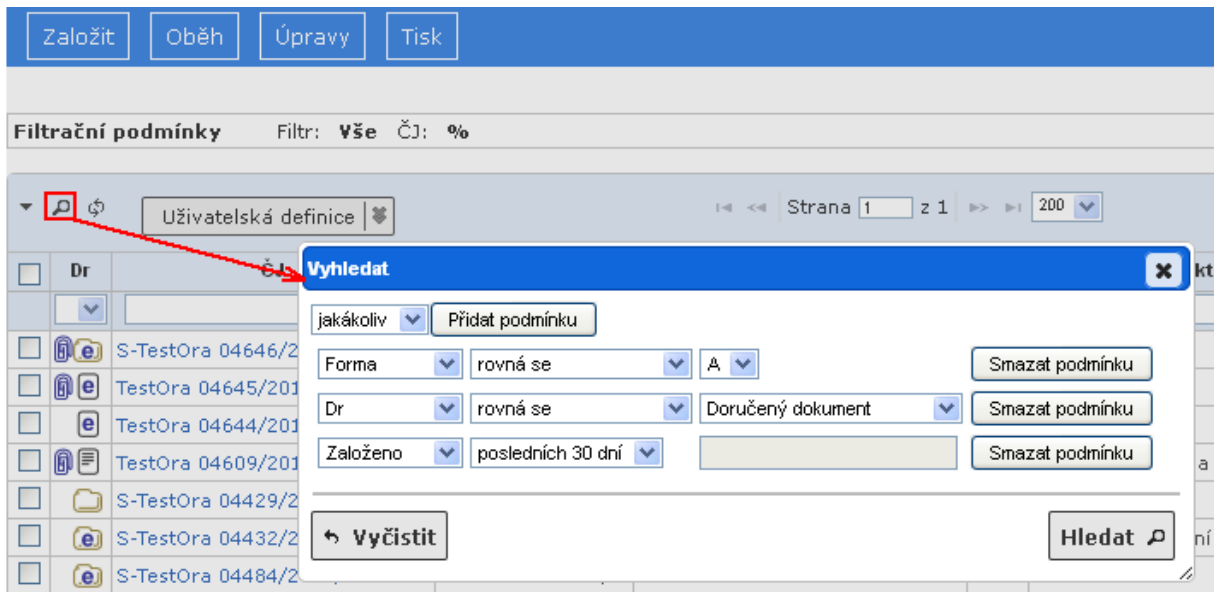 Založit Oběh Úpravy Tisk
Filtrační podmínky Filtr: Vše ČJ: %
Uživatelská definice Strana 1 z 1 200
Dr ČJ kt
Vyhledat
jakákoliv Přidat podmínku
S-TestOra 04646/2
Forma rovná se A Smazat podmínku
TestOra 04645/201
Dr rovná se Doručený dokument Smazat podmínku
TestOra 04644/201
Založeno posledních 30 dní Smazat podmínku
TestOra 04609/201 a
S-TestOra 04429/2
Vyčistit Hledat
S-TestOra 04432/2 ní
S-TestOra 04484/2